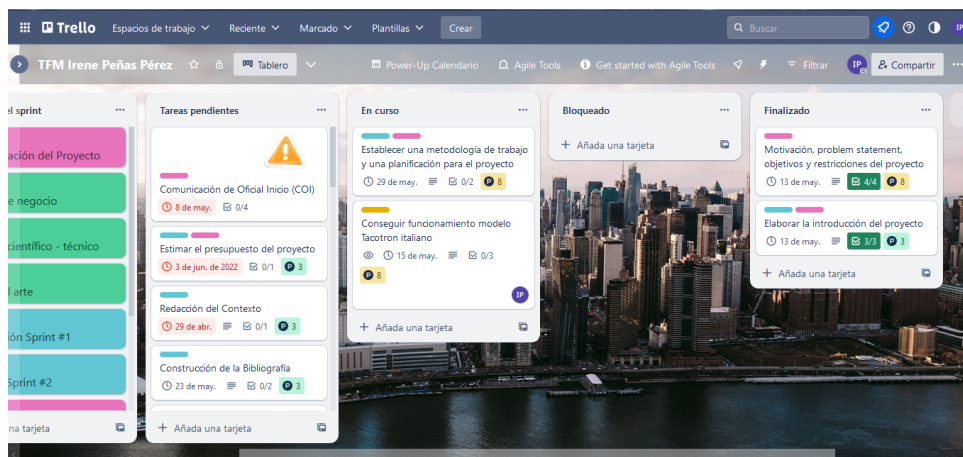 Trello Espacios de trabajo Reciente Marcado Plantillas Crear Buscar IP
TFM Irene Peñas Pérez Tablero Power-Up Calendario Agile Tools Get started with Agile Tools Filtrar IP Compartir
el sprint
ación del Proyecto
e negocio
científico - técnico
l arte
ión Sprint #1
Sprint #2
na tarjeta
Tareas pendientes
Comunicación de Oficial Inicio (COI)
8 de may. 0/4
Estimar el presupuesto del proyecto
3 de jun. de 2022 0/1 P 3
Redacción del Contexto
29 de abr. 0/1 P 3
Construcción de la Bibliografía
23 de may. 0/2 P 3
+ Añada una tarjeta
En curso
Establecer una metodología de trabajo
y una planificación para el proyecto
29 de may. 0/2 P 8
Conseguir funcionamiento modelo
Tacotron italiano
15 de may. 0/3
P 8
IP
+ Añada una tarjeta
Bloqueado
+ Añada una tarjeta
Finalizado
Motivación, problem statement,
objetivos y restricciones del proyecto
13 de may. 4/4 P 8
Elaborar la introducción del proyecto
13 de may. 3/3 P 3
+ Añada una tarjeta